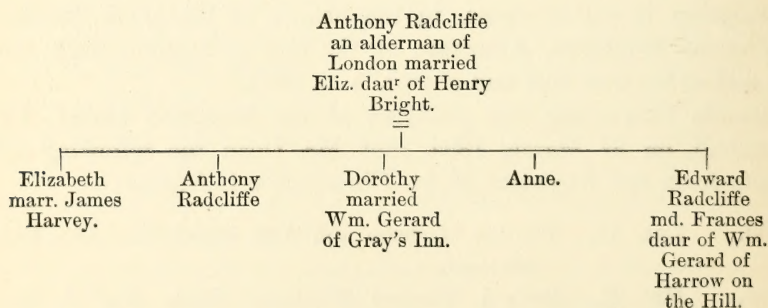 Anthony Radcliffe
an alderman of
London married
Eliz. dauʳ of Henry
Bright.
Elizabeth
marr. James
Harvey.
Anthony
Radcliffe
Dorothy
married
Wm. Gerard
of Gray's Inn.
Anne.
Edward
Radcliffe
md. Frances
daur of Wm.
Gerard of
Harrow on
the Hill.